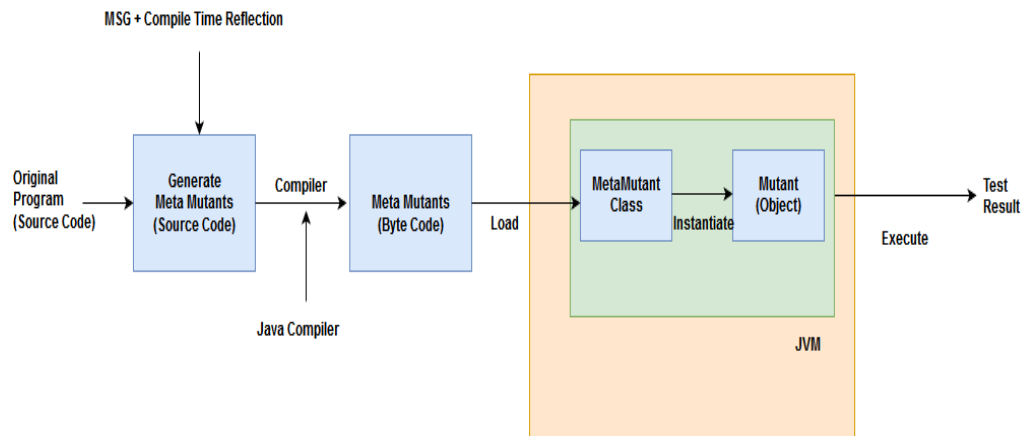 MSG + Compile Time Reflection
Original
Program
(Source Code)
Generate
Meta Mutants
(Source Code)
Compiler
Java Compiler
Meta Mutants
(Byte Code)
Load
MetaMutant
Class
Instantiate
Mutant
(Object)
JVM
Execute
Test
Result